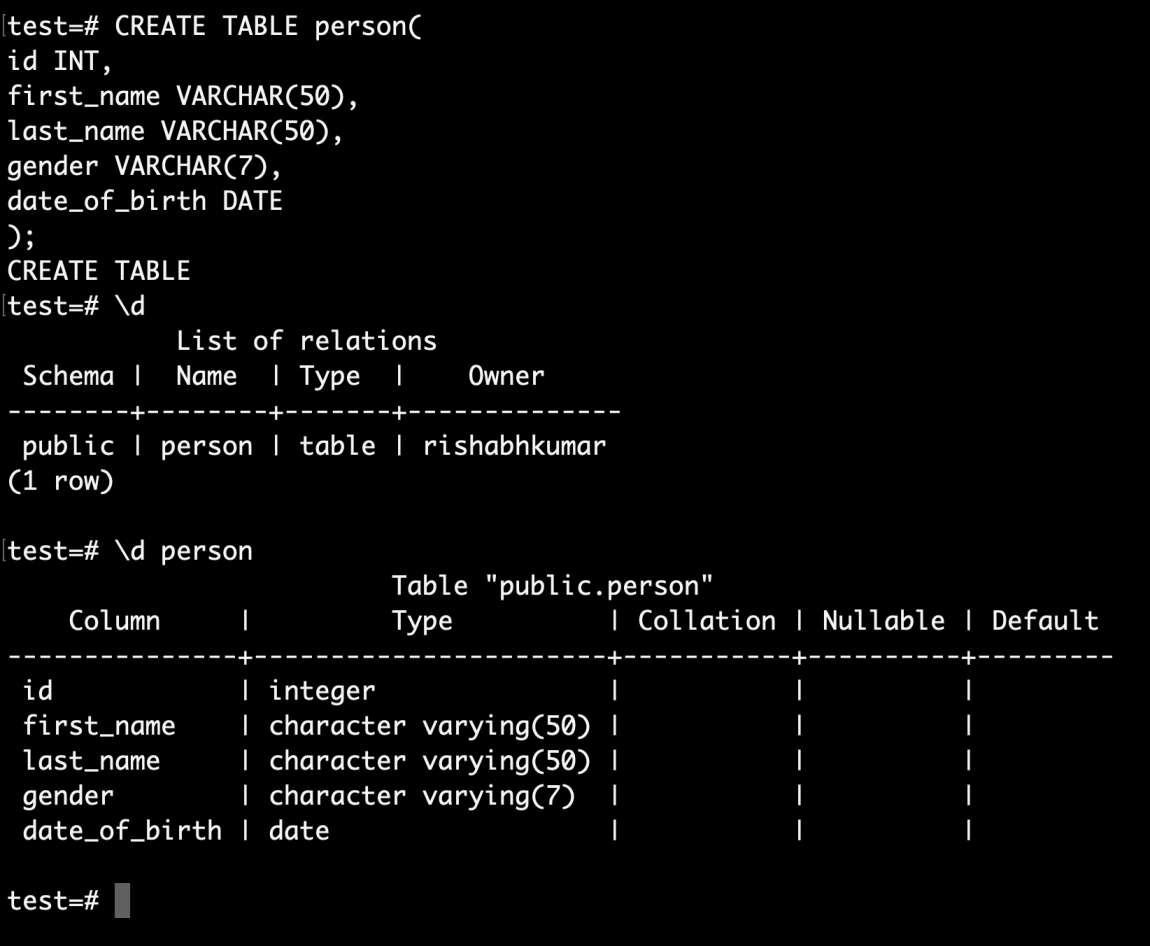 test=# CREATE TABLE person(
id INT,
first_name VARCHAR(50),
last_name VARCHAR(50),
gender VARCHAR(7),
date_of_birth DATE
);
CREATE TABLE
test=# \d
            List of relations
 Schema |  Name  | Type  |    Owner
--------+--------+-------+--------------
 public | person | table | rishabhkumar
(1 row)

test=# \d person
                         Table "public.person"
    Column     |         Type          | Collation | Nullable | Default
---------------+-----------------------+-----------+----------+---------
 id            | integer               |           |          |
 first_name    | character varying(50) |           |          |
 last_name     | character varying(50) |           |          |
 gender        | character varying(7)  |           |          |
 date_of_birth | date                  |           |          |

test=#